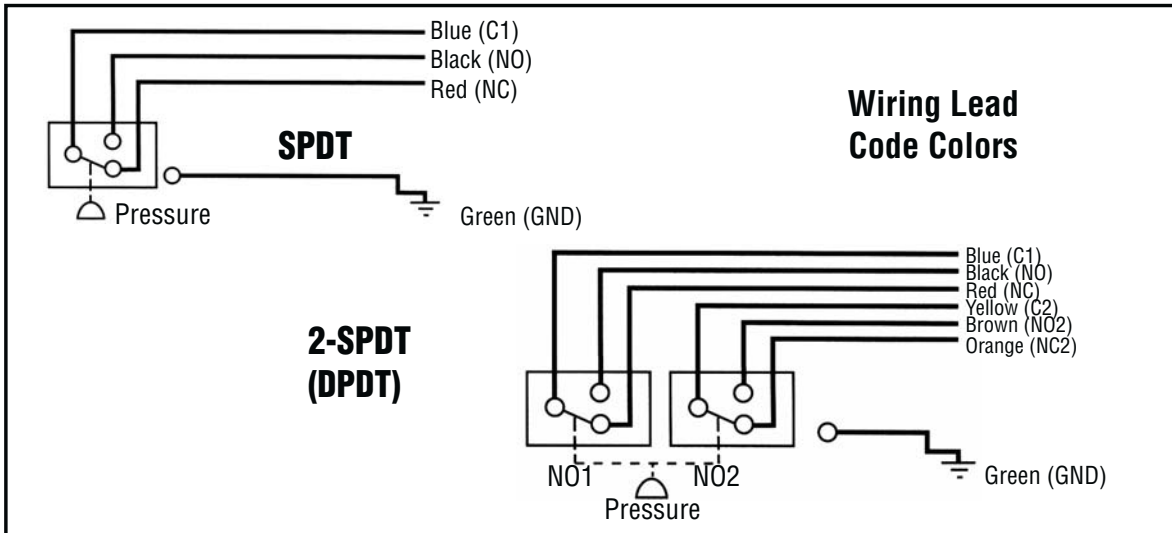 Blue (C1)
Black (NO)
Red (NC)
Wiring Lead
Code Colors
SPDT
Pressure
Green (GND)
Blue (C1)
Black (NO)
Red (NC)
Yellow (C2)
Brown (NO2)
Orange (NC2)
2-SPDT
(DPDT)
NO1
NO2
Green (GND)
Pressure